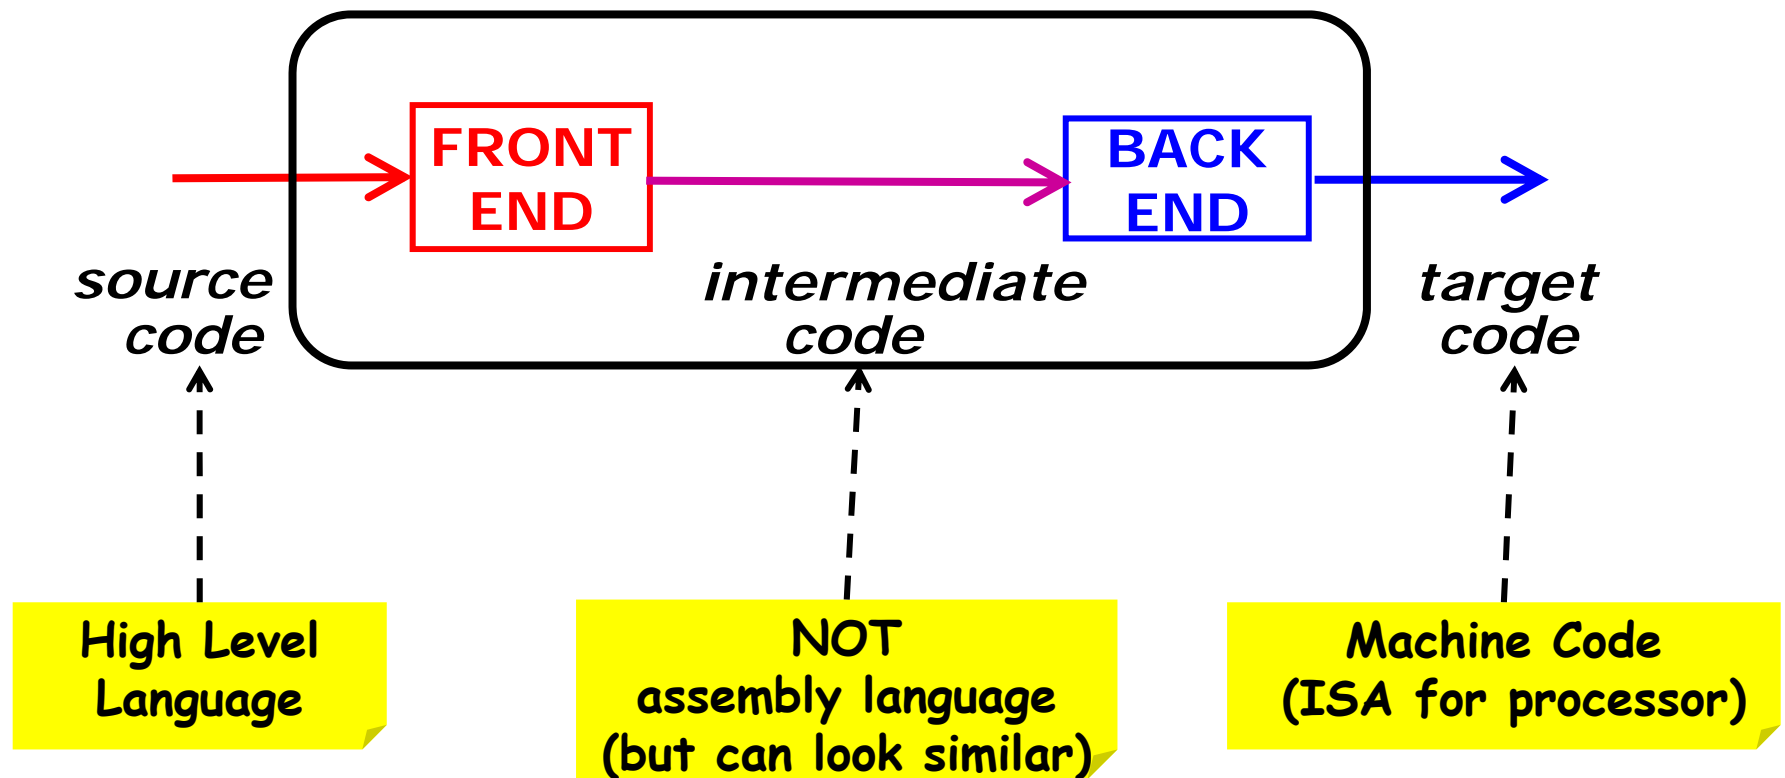 FRONT
END
BACK
END
source
code
intermediate
code
target
code
High Level
Language
NOT
assembly language
(but can look similar)
Machine Code
(ISA for processor)